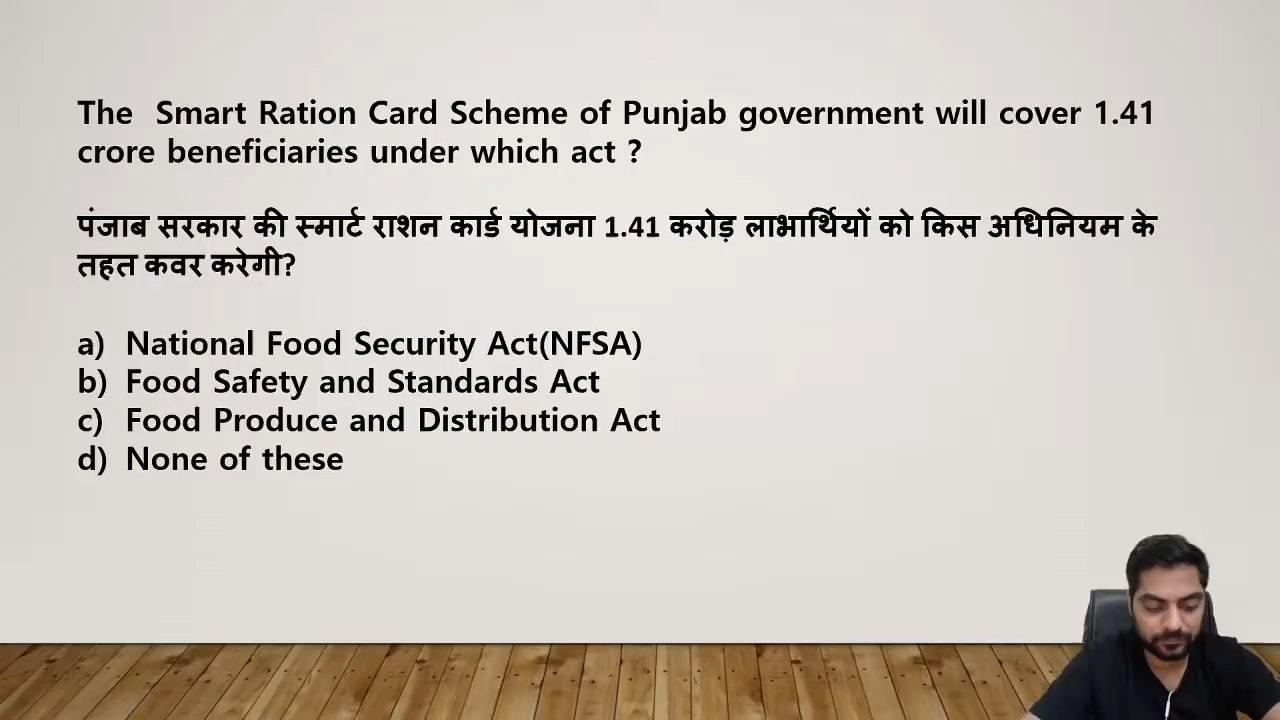 The Smart Ration Card Scheme of Punjab government will cover 1.41
crore beneficiaries under which act ?
पंजाब सरकार की स्मार्ट राशन कार्ड योजना 1.41 करोड़ लाभार्थियों को किस अधिनियम के
तहत कवर करेगी?
a) National Food Security Act(NFSA)
b) Food Safety and Standards Act
c) Food Produce and Distribution Act
d) None of these